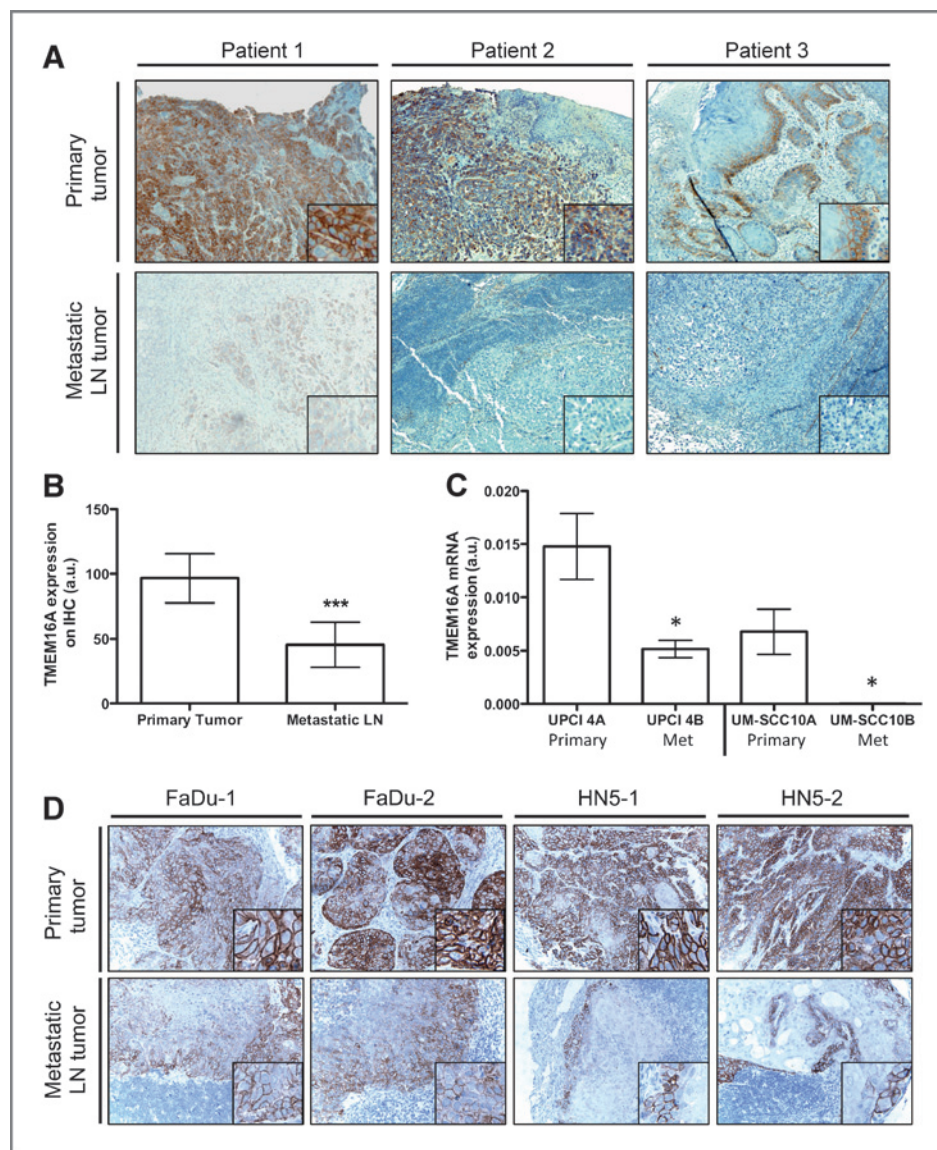 A
Patient 1 Patient 2 Patient 3
Primary
tumor
Metastatic
LN tumor
B
TMEM16A expression
on IHC (a.u.)
150
100
50
0
***
Primary Tumor Metastatic LN
C
TMEM16A mRNA
expression (a.u.)
0.020
0.015
0.010
0.005
0.000
*
*
UPCI 4A UPCI 4B UM-SCC10A UM-SCC10B
Primary Met Primary Met
D
FaDu-1 FaDu-2 HN5-1 HN5-2
Primary
tumor
Metastatic
LN tumor